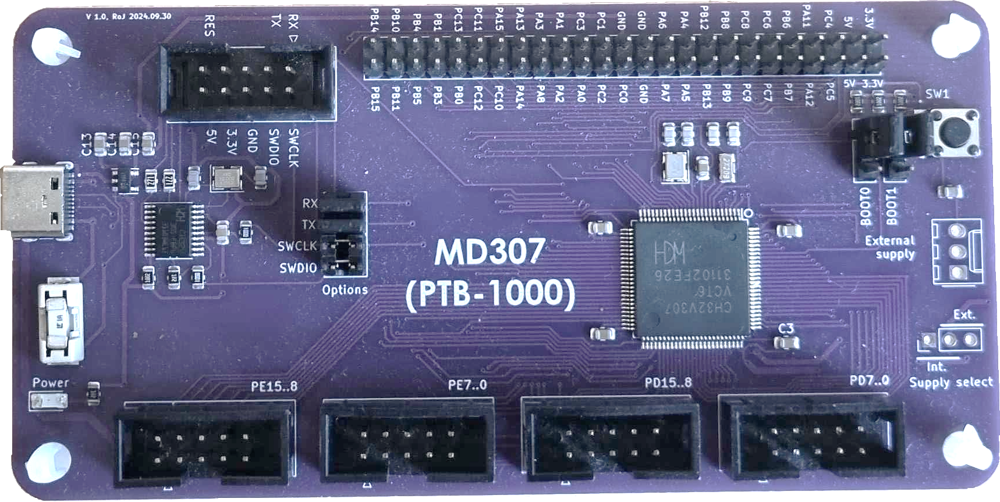 V 1.0, RoJ 2024.09.30
RES
TX
RX
PB14 PB10 PB4 PB1 PC13 PC11 PA15 PA13 PA3 PA1 PC3 PC1 GND GND PA6 PA4 PB12 PB8 PC8 PC6 PB6 PA11 PC4 5V 3.3V
PB15 PB11 PB5 PB3 PB0 PC12 PC10 PA14 PA8 PA2 PA0 PC2 PC0 GND PA7 PA5 PB13 PB9 PC9 PC7 PB7 PA12 PC5 5V 3.3V
SW1
5V 3.3V GND SWDIO SWCLK
C13 C14 C15
271 122
RX
TX
SWCLK
SWDIO
Options
MD307
(PTB-1000)
HDM
31102FE26
VCT6
CH32V307
BOOT0
BOOT1
External
supply
C3
Ext.
Int.
Supply select
Power
PE15..8
PE7..0
PD15..8
PD7..0